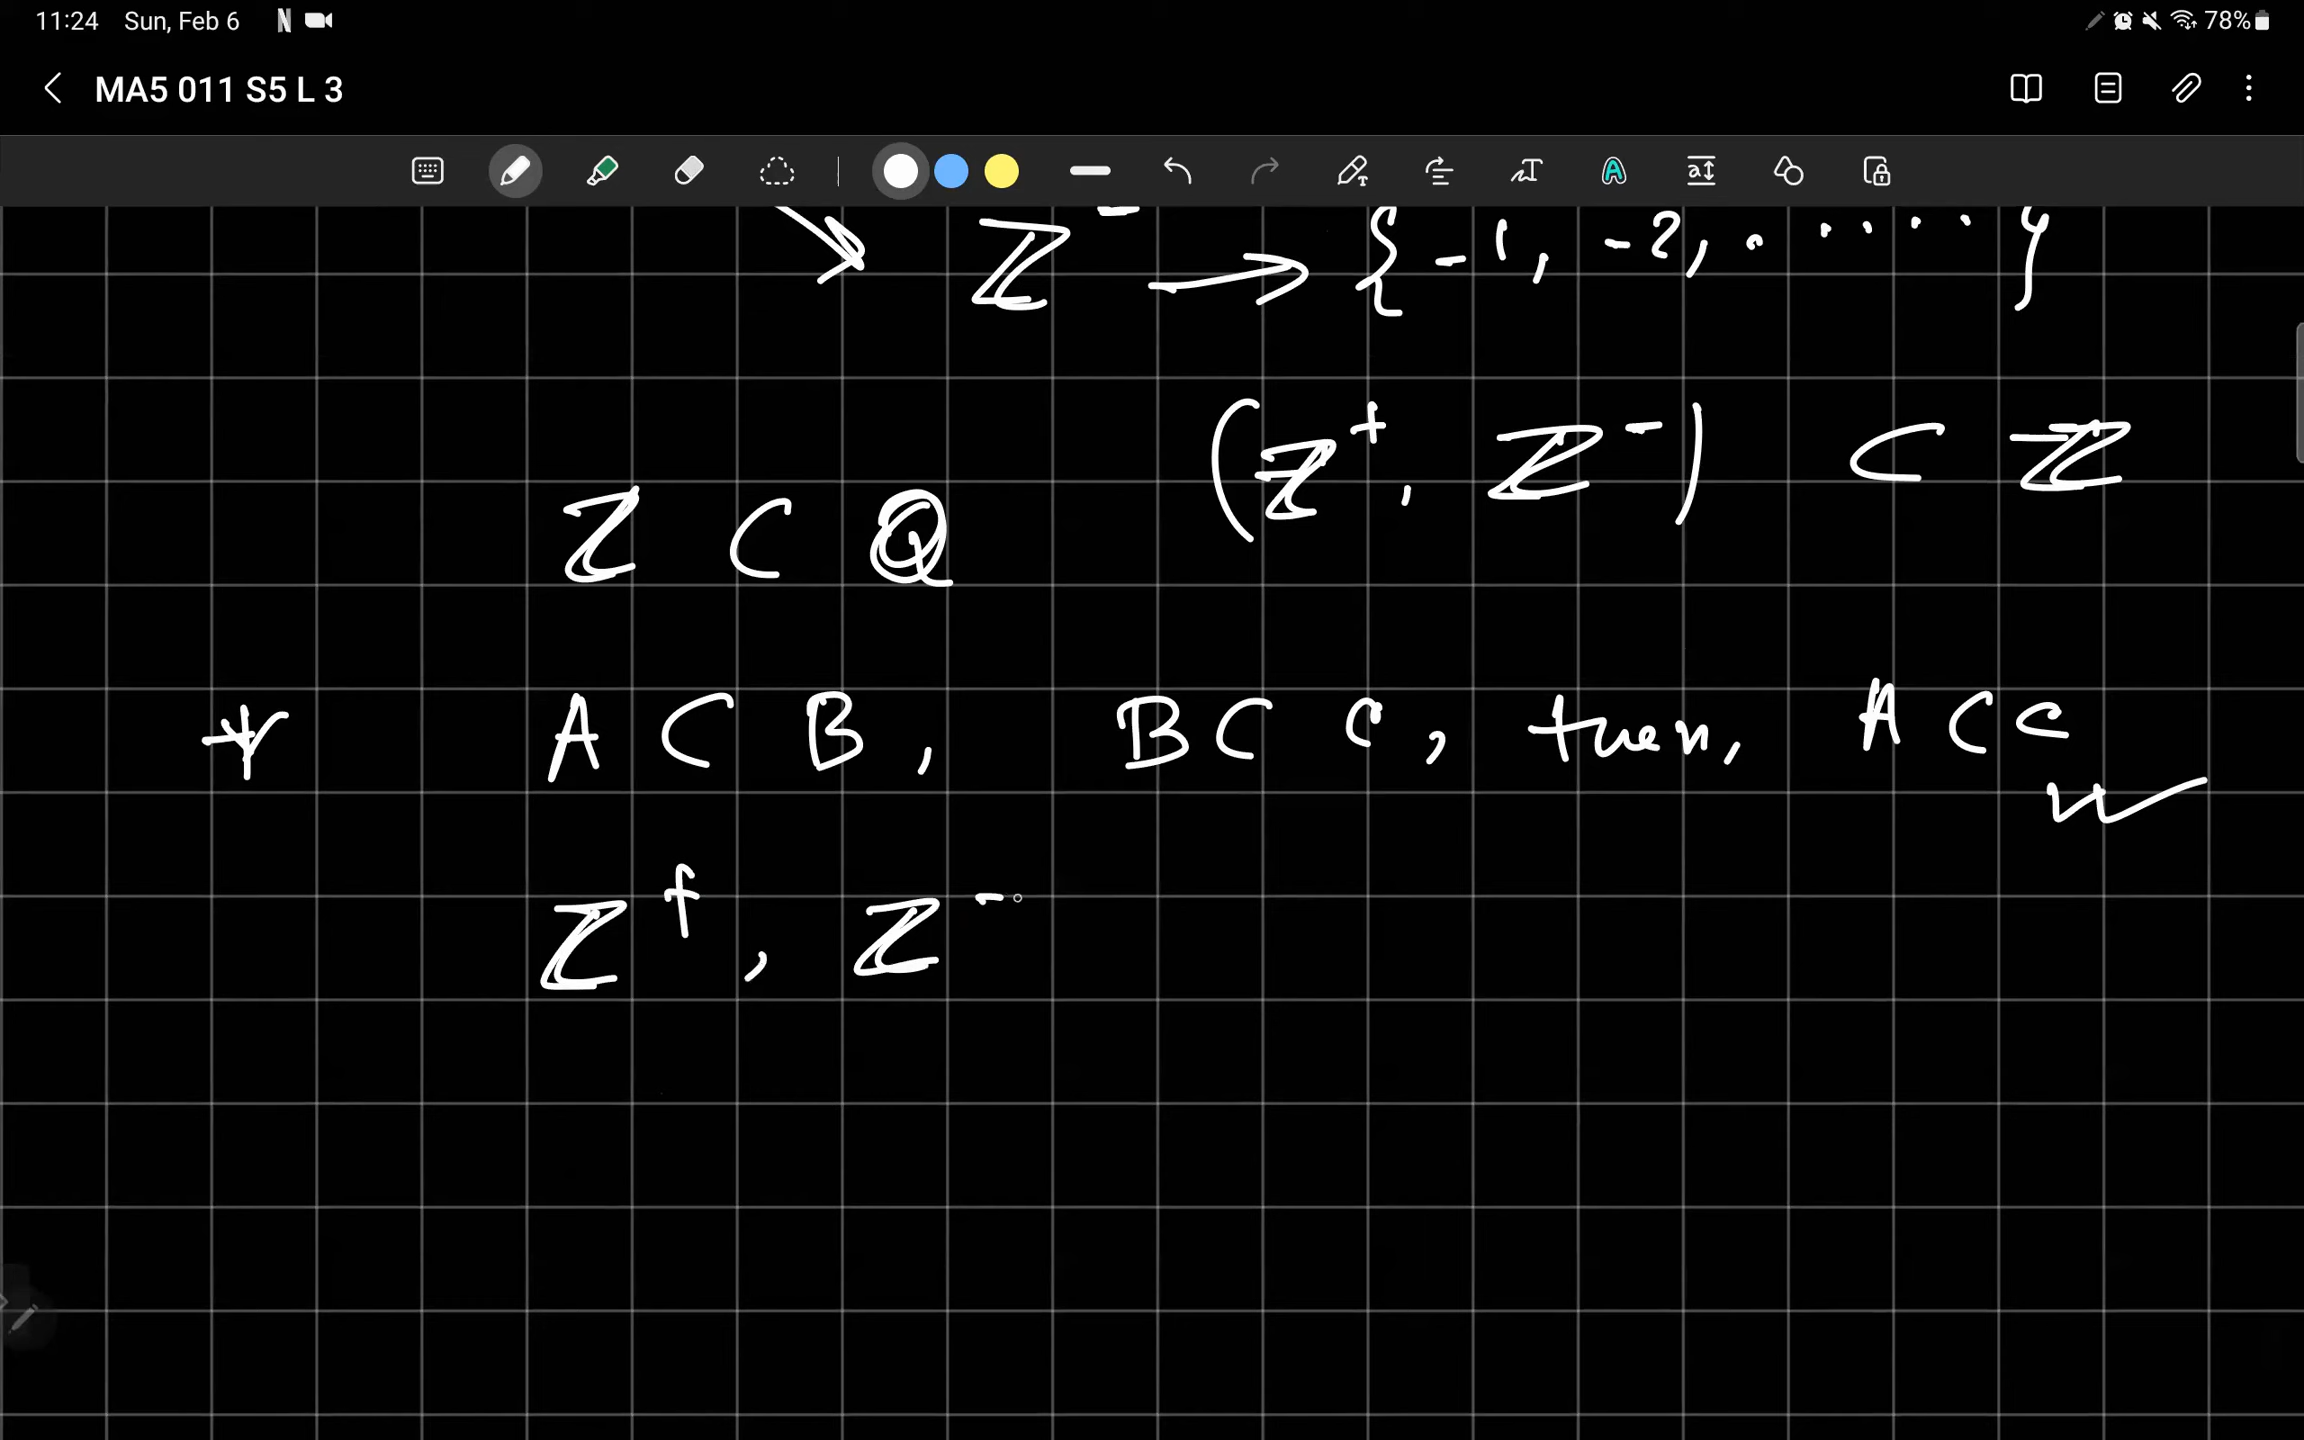 11:24 Sun, Feb 6 N 78%
MA5 011 S5 L 3
ℤ⁻ → {-1, -2, ......}
(ℤ⁺, ℤ⁻) ⊂ ℤ
ℤ ⊂ ℚ
* A ⊂ B, B ⊂ C, then, A ⊂ C
ℤ⁺, ℤ⁻